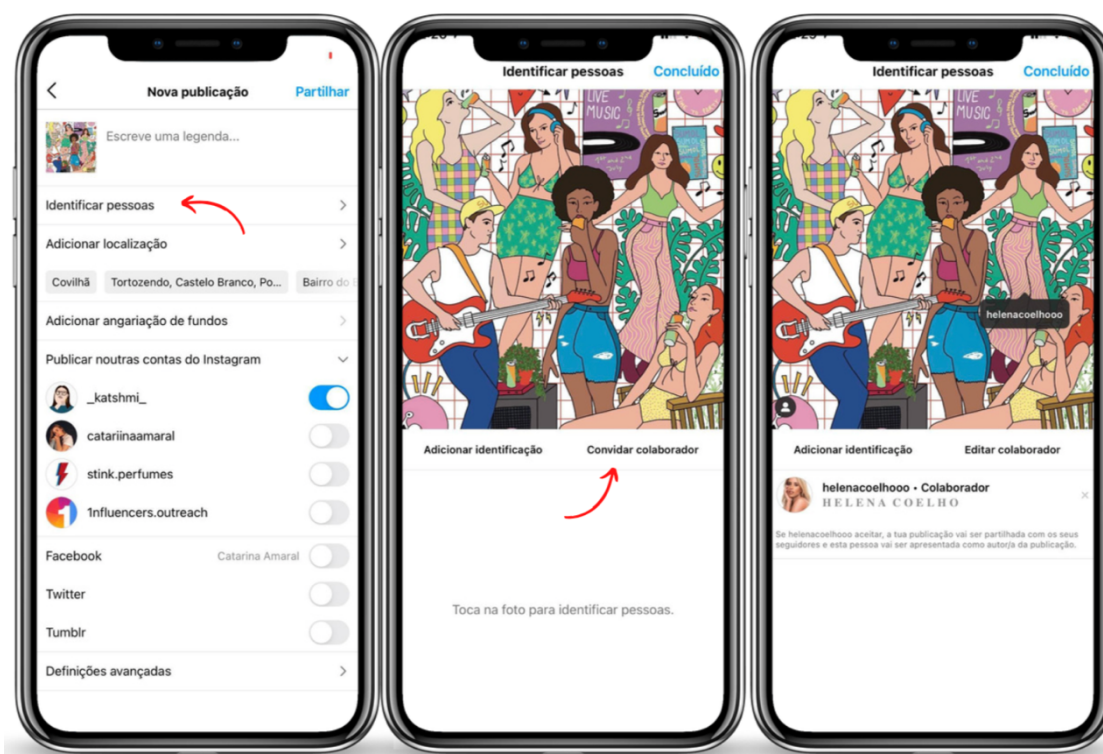 Nova publicação
Partilhar
Escreve uma legenda...
Identificar pessoas
Adicionar localização
Covilhã
Tortozendo, Castelo Branco, Po...
Bairro do
Adicionar angariação de fundos
Publicar noutras contas do Instagram
_katshmi_
catariinaamaral
stink.perfumes
1nfluencers.outreach
Facebook
Catarina Amaral
Twitter
Tumblr
Definições avançadas
Identificar pessoas
Concluído
LIVE
MUSIC
Adicionar identificação
Convidar colaborador
Toca na foto para identificar pessoas.
Identificar pessoas
Concluído
LIVE
MUSIC
helenacoelhooo
Adicionar identificação
Editar colaborador
helenacoelhooo • Colaborador
HELENA COELHO
Se helenacoelhooo aceitar, a tua publicação vai ser partilhada com os seus
seguidores e esta pessoa vai ser apresentada como autor/a da publicação.